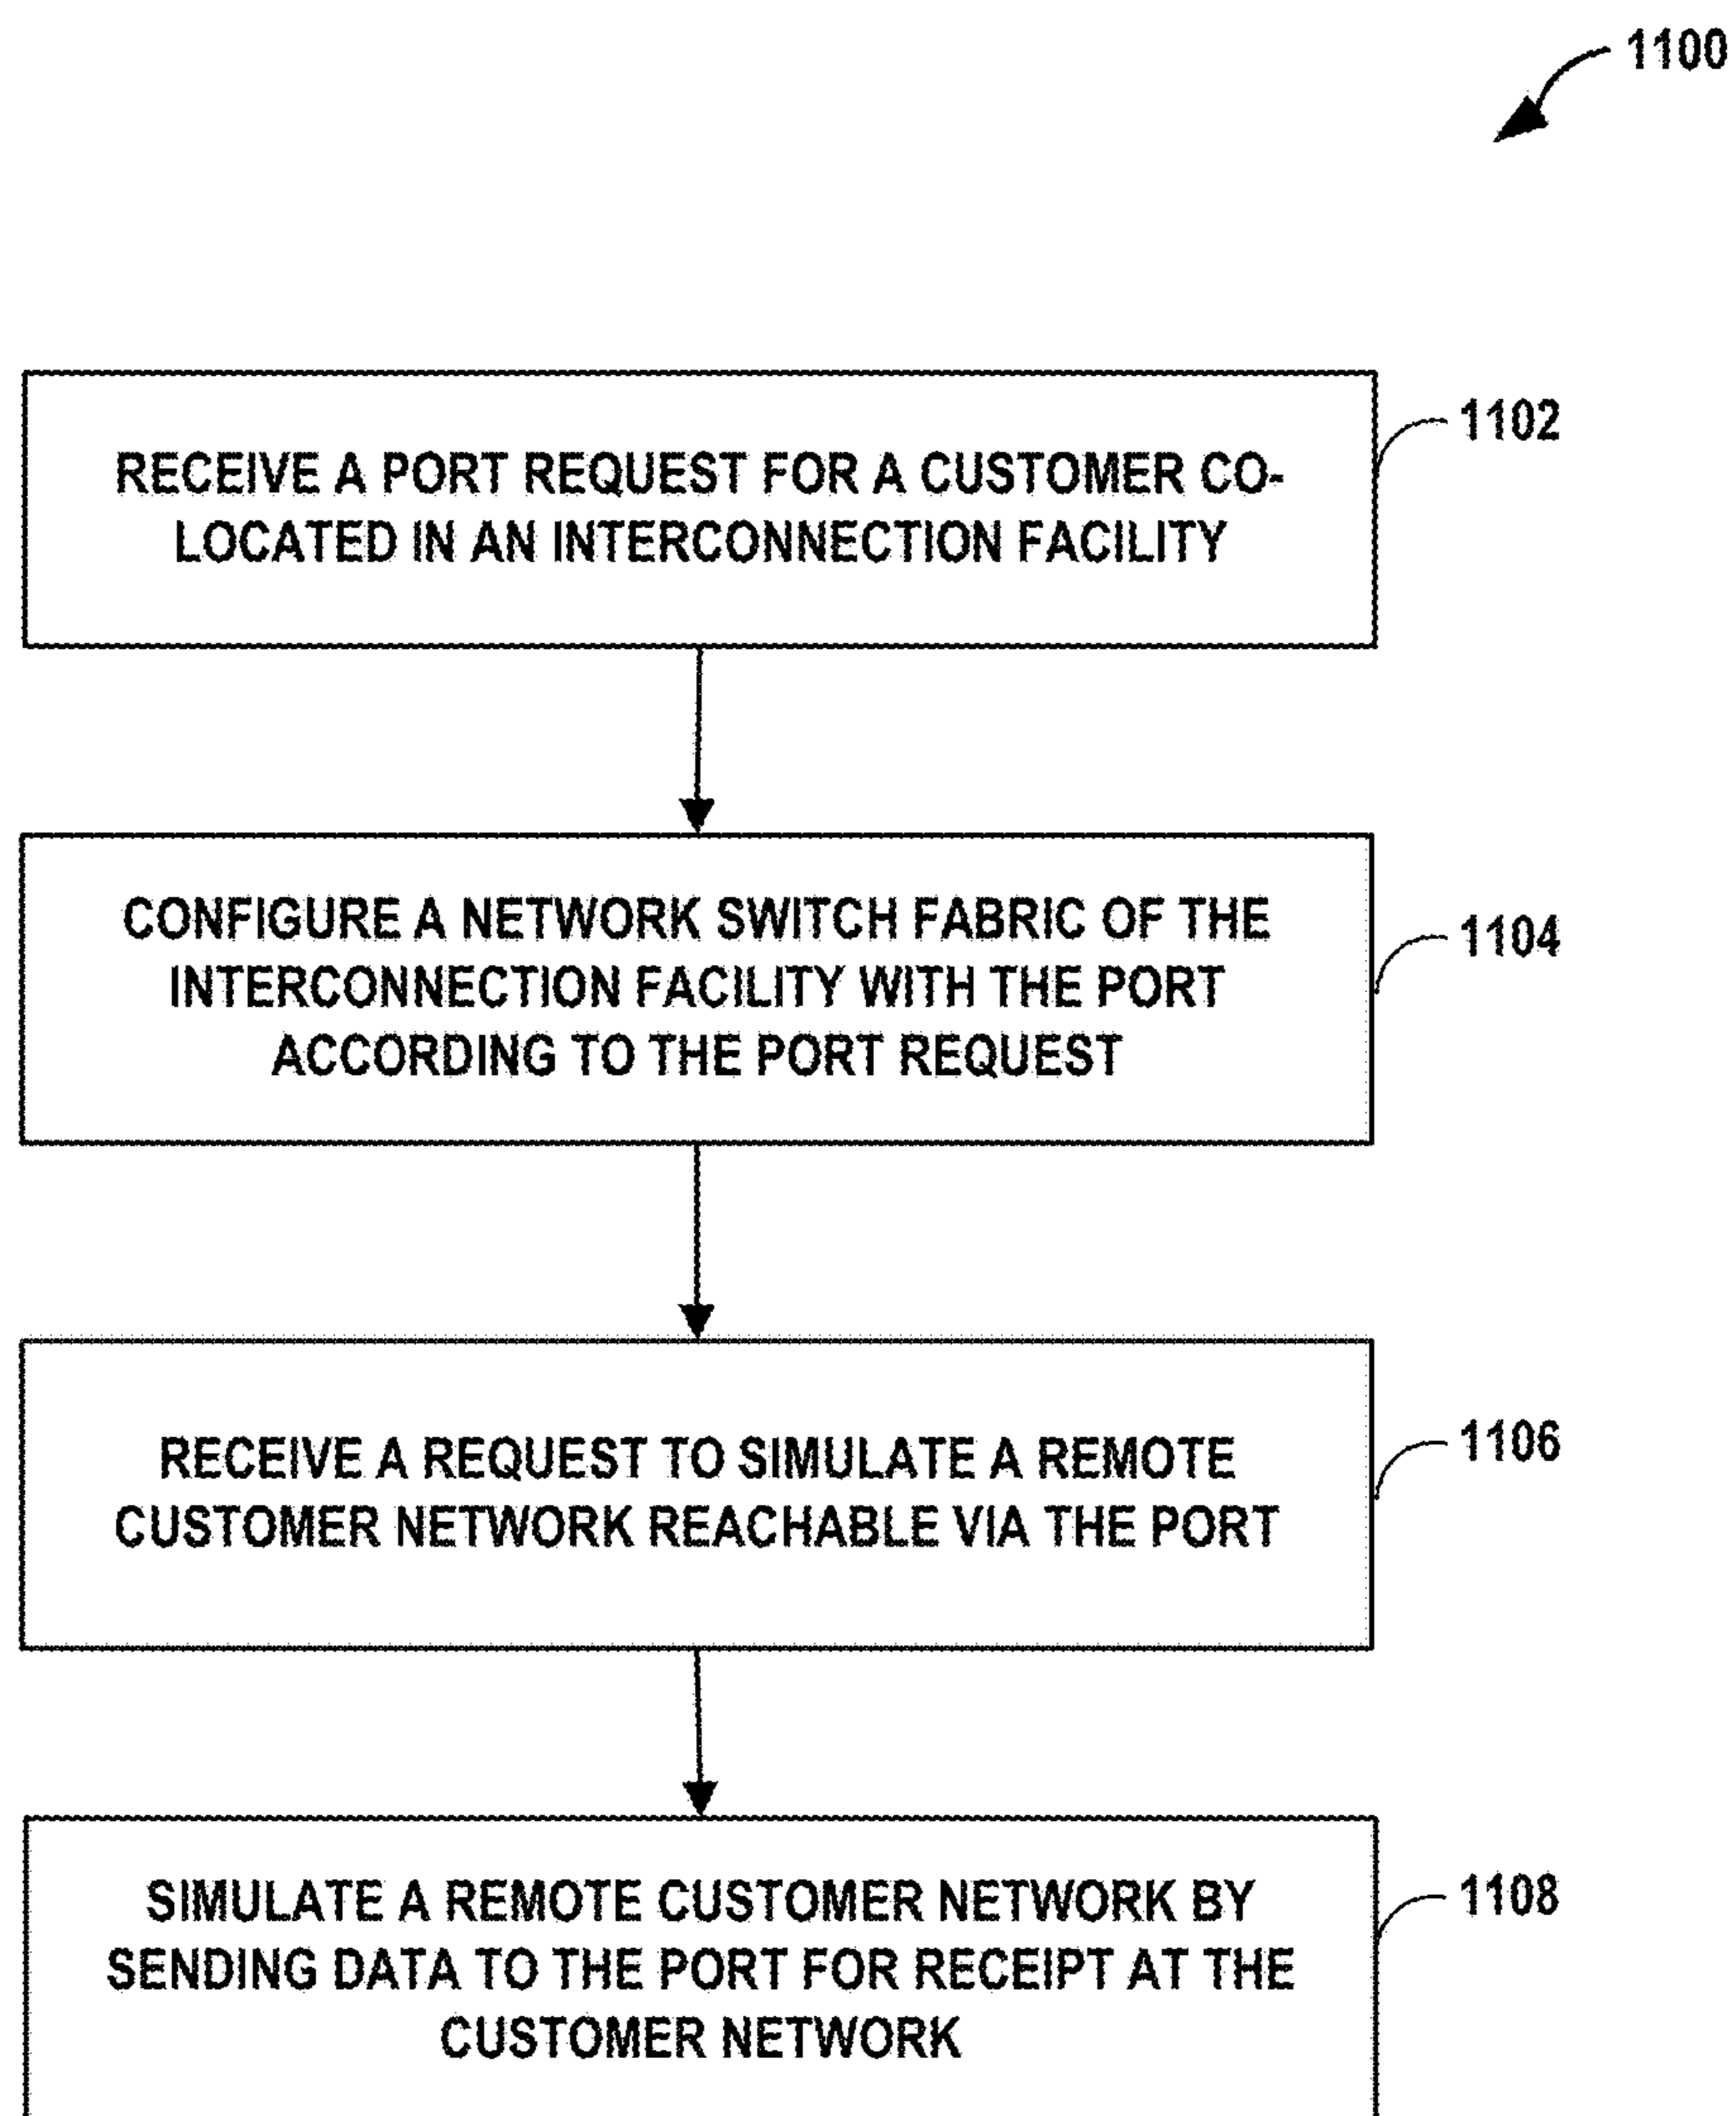 1100
RECEIVE A PORT REQUEST FOR A CUSTOMER CO-
LOCATED IN AN INTERCONNECTION FACILITY
1102
CONFIGURE A NETWORK SWITCH FABRIC OF THE
INTERCONNECTION FACILITY WITH THE PORT
ACCORDING TO THE PORT REQUEST
1104
RECEIVE A REQUEST TO SIMULATE A REMOTE
CUSTOMER NETWORK REACHABLE VIA THE PORT
1106
SIMULATE A REMOTE CUSTOMER NETWORK BY
SENDING DATA TO THE PORT FOR RECEIPT AT THE
CUSTOMER NETWORK
1108